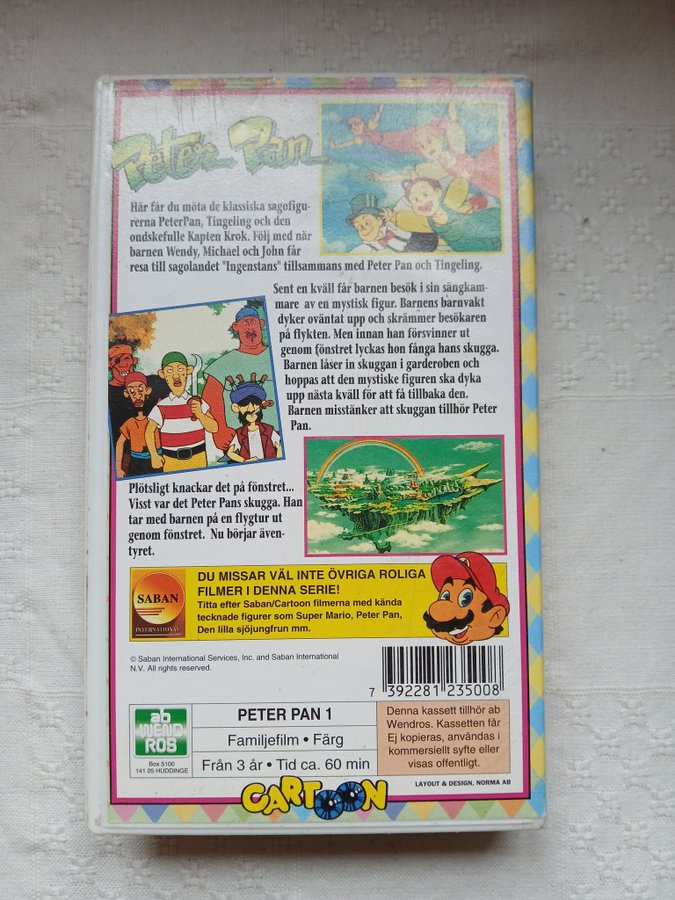 Peter Pan
Här får du möta de klassiska sagofigu-
rerna PeterPan, Tingeling och den
ondskefulle Kapten Krok. Följ med när
barnen Wendy, Michael och John får
resa till sagolandet "Ingenstans" tillsammans med Peter Pan och Tingeling.
Sent en kväll får barnen besök i sin sängkam-
mare av en mystisk figur. Barnens barnvakt
dyker oväntat upp och skrämmer besökaren
på flykten. Men innan han försvinner ut
genom fönstret lyckas hon fånga hans skugga.
Barnen låser in skuggan i garderoben och
hoppas att den mystiske figuren ska dyka
upp nästa kväll för att få tillbaka den.
Barnen misstänker att skuggan tillhör Peter
Pan.
Plötsligt knackar det på fönstret...
Visst var det Peter Pans skugga. Han
tar med barnen på en flygtur ut
genom fönstret. Nu börjar även-
tyret.
SABAN
INTERNATIONAL
DU MISSAR VÄL INTE ÖVRIGA ROLIGA
FILMER I DENNA SERIE!
Titta efter Saban/Cartoon filmerna med kända
tecknade figurer som Super Mario, Peter Pan,
Den lilla sjöjungfrun mm.
© Saban International Services, Inc. and Saban International
N.V. All rights reserved.
7 392281 235008
ab
WEND
ROS
Box 5100
141 05 HUDDINGE
PETER PAN 1
Familjefilm • Färg
Från 3 år • Tid ca. 60 min
Denna kassett tillhör ab
Wendros. Kassetten får
Ej kopieras, användas i
kommersiellt syfte eller
visas offentligt.
CARTOON
LAYOUT & DESIGN, NORMA AB